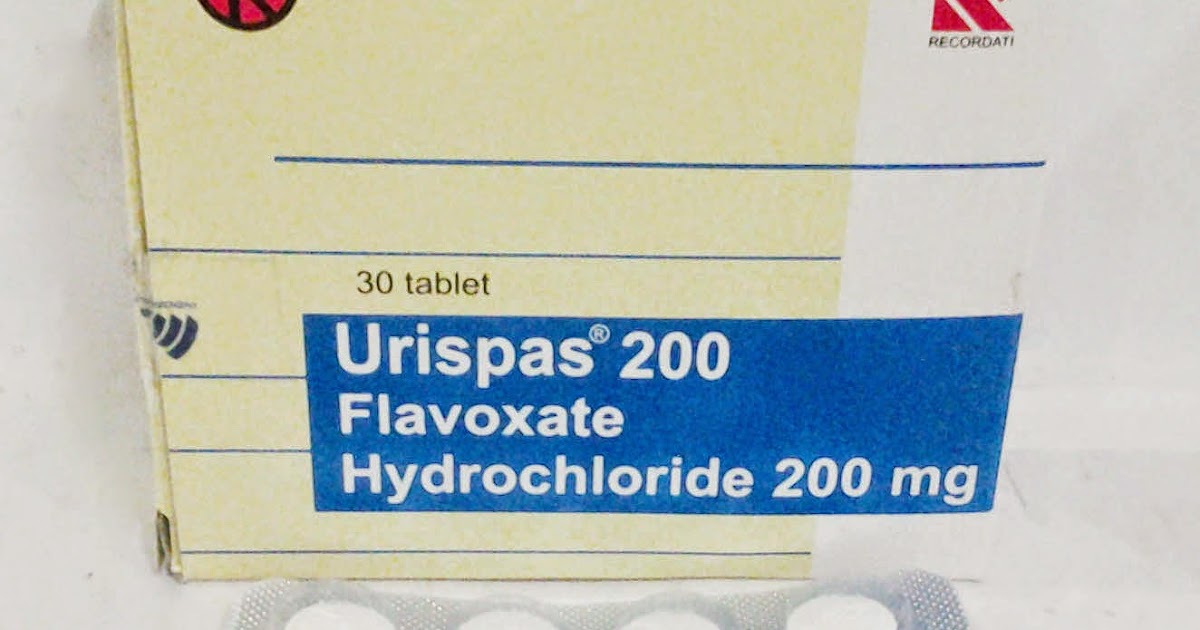 RECORDATI
30 tablet
Urispas® 200
Flavoxate
Hydrochloride 200 mg